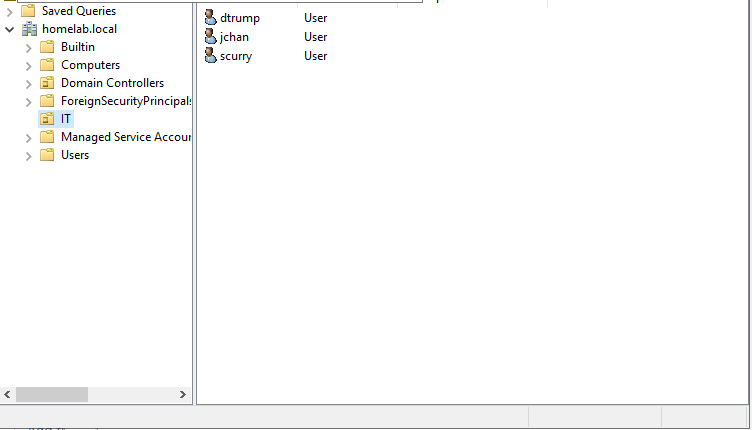 Saved Queries
homelab.local
Builtin
Computers
Domain Controllers
ForeignSecurityPrincipals
IT
Managed Service Accour
Users
dtrump User
jchan User
scurry User